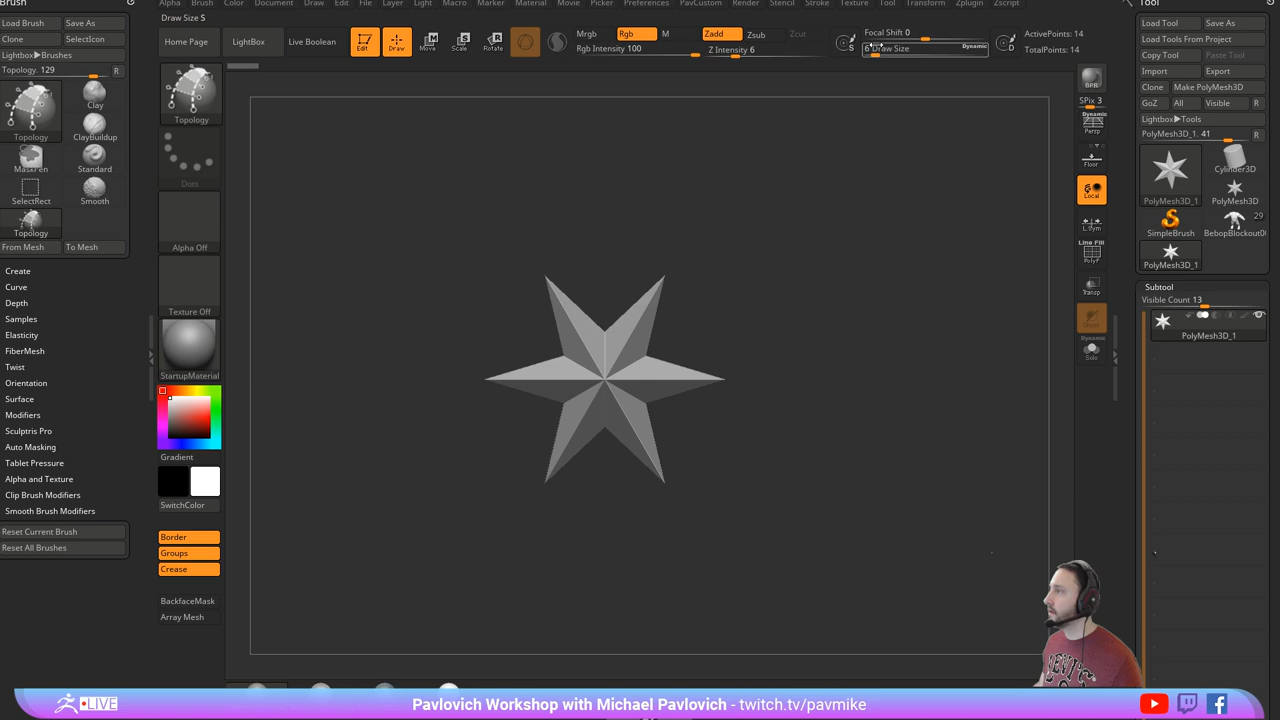 Brush
Alpha Brush Color Document Draw Edit File Layer Light Macro Marker Material Movie Picker Preferences PavCustom Render Stencil Stroke Texture Tool Transform Zplugin Zscript
Tool
Load Brush Save As
Clone SelectIcon
Lightbox▶Brushes
Topology. 129 R
Topology
Clay
ClayBuildup
MaskPen Standard
SelectRect Smooth
Topology
From Mesh To Mesh
Create
Curve
Depth
Samples
Elasticity
FiberMesh
Twist
Orientation
Surface
Modifiers
Sculptris Pro
Auto Masking
Tablet Pressure
Alpha and Texture
Clip Brush Modifiers
Smooth Brush Modifiers
Reset Current Brush
Reset All Brushes
Draw Size S
Home Page LightBox Live Boolean Edit Draw Move Scale Rotate
Mrgb Rgb M
Rgb Intensity 100
Zadd Zsub Zcut
Z Intensity 6
S
Focal Shift 0
6 Draw Size Dynamic
D
ActivePoints: 14
TotalPoints: 14
Topology
Dots
Alpha Off
Texture Off
StartupMaterial
Gradient
SwitchColor
Border
Groups
Crease
BackfaceMask
Array Mesh
BPR
SPix 3
Dynamic
Persp
Floor
Local
L.Sym
Line Fill
PolyF
Transp
Ghost
Dynamic
Solo
Load Tool Save As
Load Tools From Project
Copy Tool Paste Tool
Import Export
Clone Make PolyMesh3D
GoZ All Visible R
Lightbox▶Tools
PolyMesh3D_1. 41 R
PolyMesh3D_1
Cylinder3D
PolyMesh3D
SimpleBrush
29
PolyMesh3D_1
Subtool
Visible Count 13
PolyMesh3D_1
LIVE
Pavlovich Workshop with Michael Pavlovich - twitch.tv/pavmike